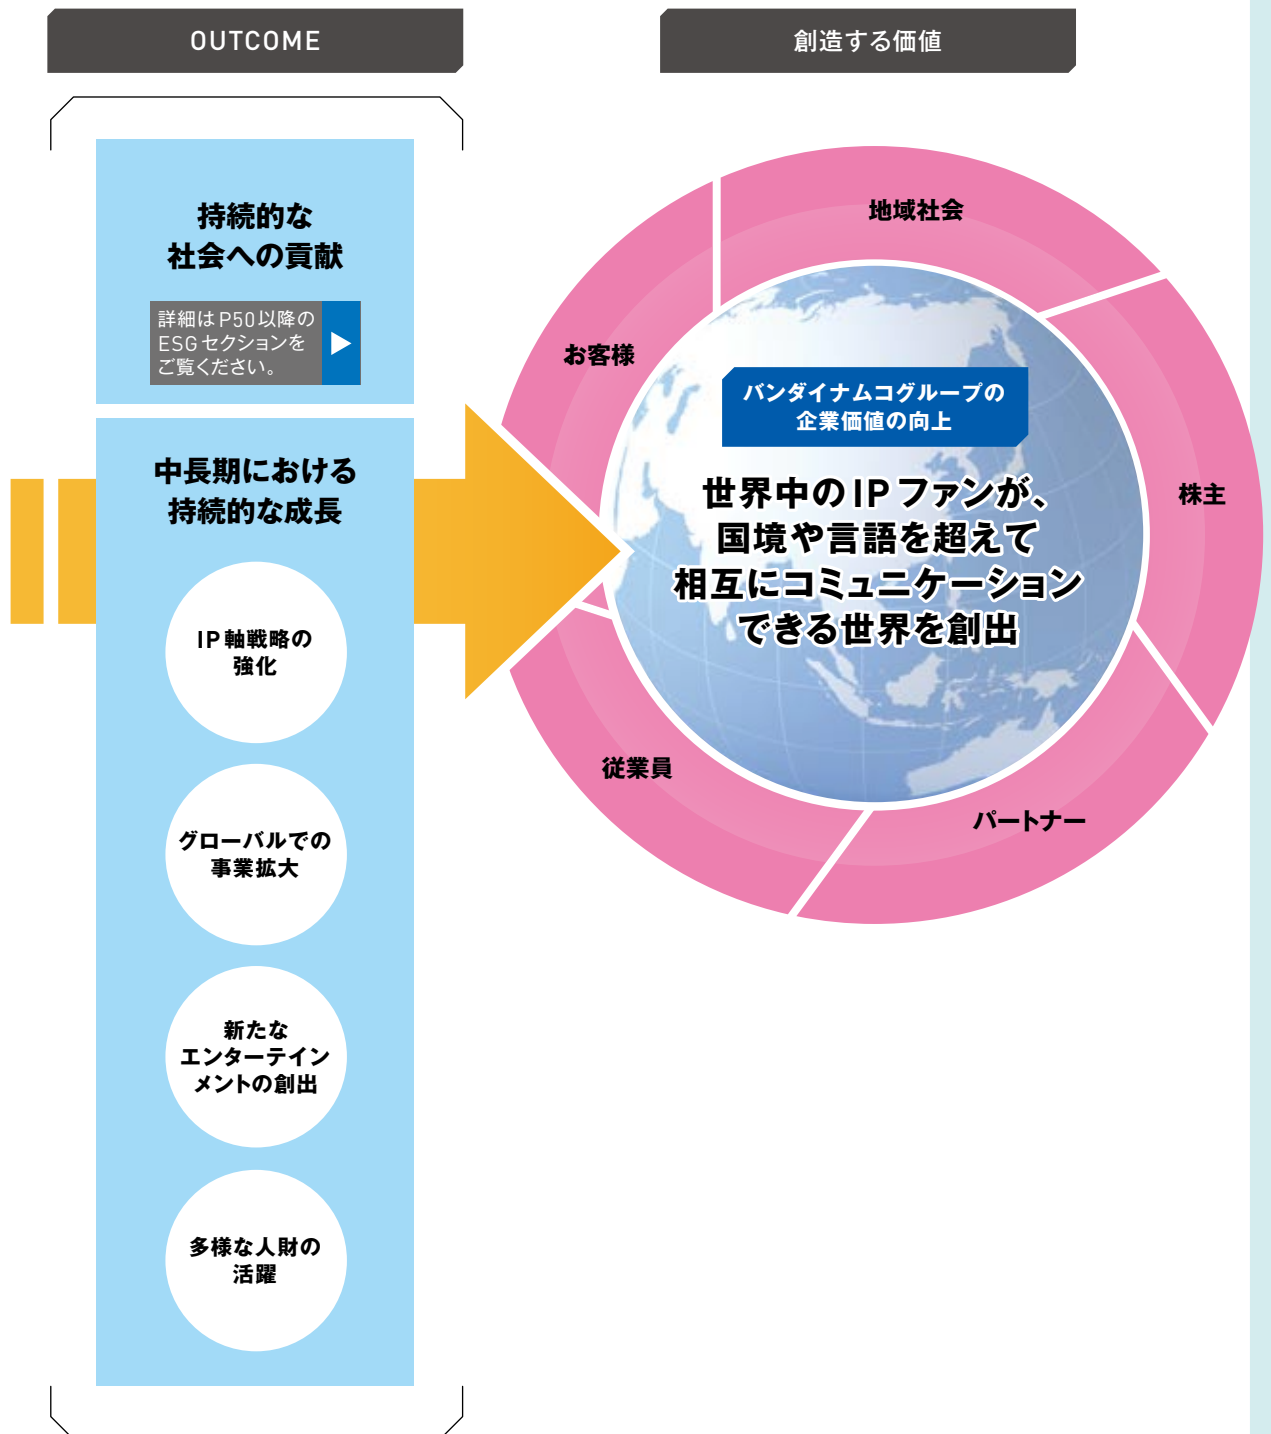 OUTCOME
持続的な
社会への貢献
詳細はP50以降の
ESGセクションを
ご覧ください。
中長期における
持続的な成長
IP軸戦略の
強化
グローバルでの
事業拡大
新たな
エンターテイン
メントの創出
多様な人財の
活躍
創造する価値
地域社会
お客様
株主
従業員
パートナー
バンダイナムコグループの
企業価値の向上
世界中のIPファンが、
国境や言語を超えて
相互にコミュニケーション
できる世界を創出